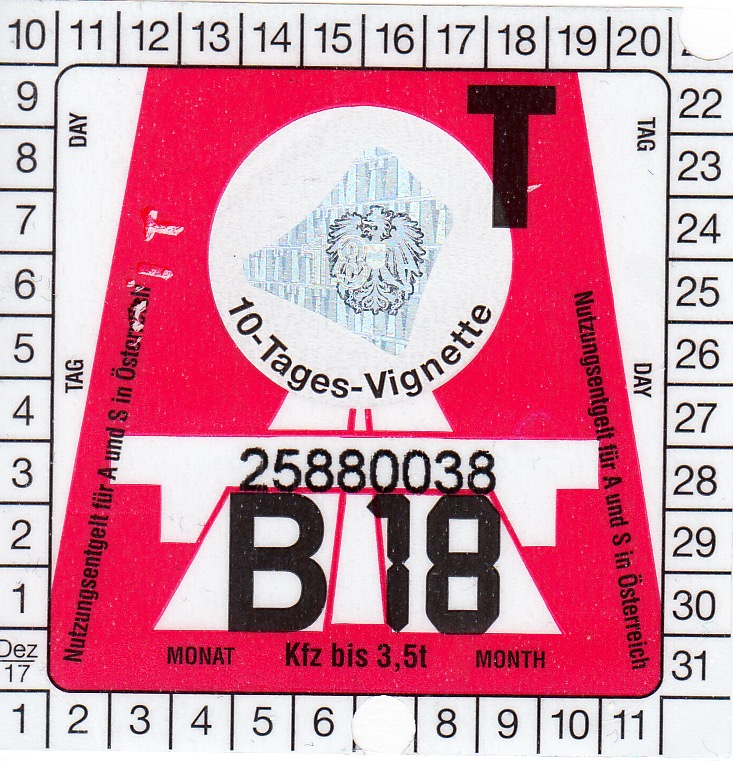 10 11 12 13 14 15 16 17 18 19 20
9 22
8 23
7 24
6 25
5 26
4 27
3 28
2 29
1 30
Dez 17 31
1 2 3 4 5 6 8 9 10 11
DAY
TAG
T
TAG
DAY
10-Tages-Vignette
Nutzungsentgelt für A und S in Österreich
Nutzungsentgelt für A und S in Österreich
25880038
B 18
MONAT Kfz bis 3,5t MONTH